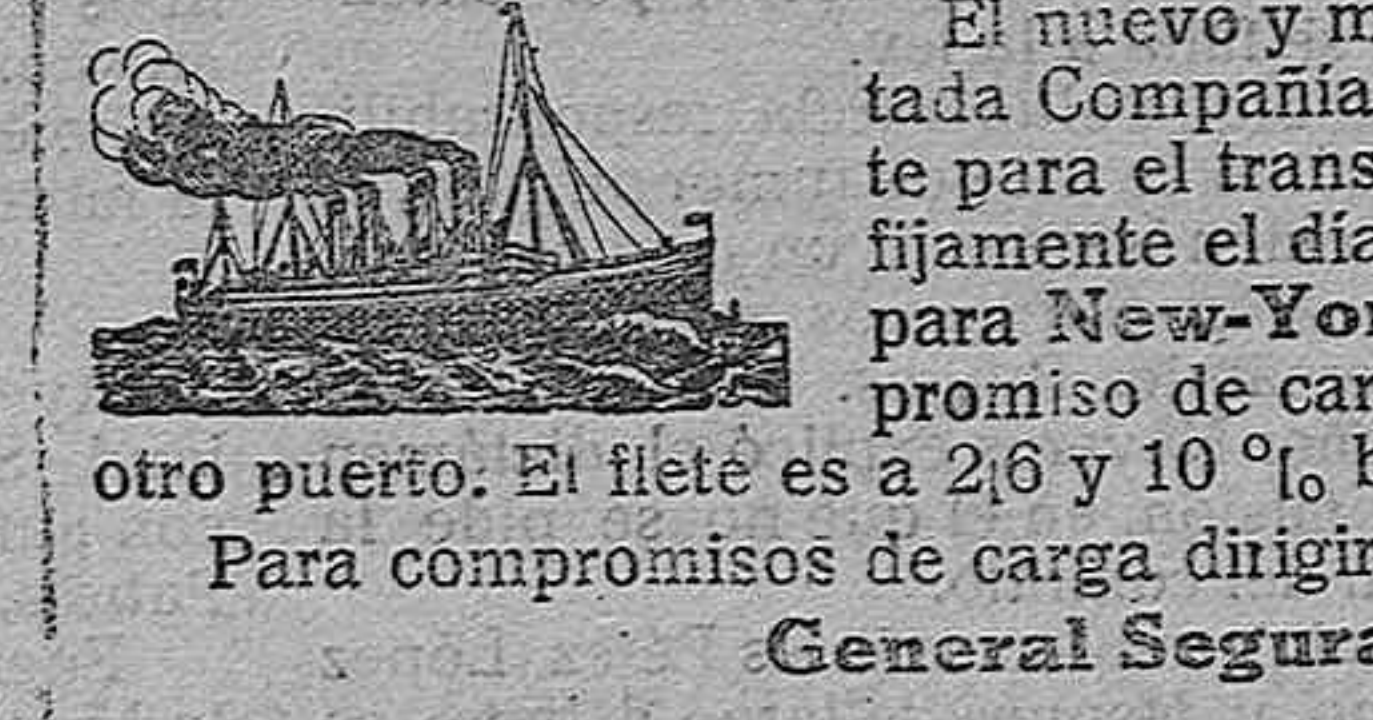 El nuevo y m
tada Compañía
te para el trans
fijamente el día
para New-Yor
promiso de car
otro puerto. El flete es a 2[6 y 10 °[o b
Para compromisos de carga dirigir
General Segura